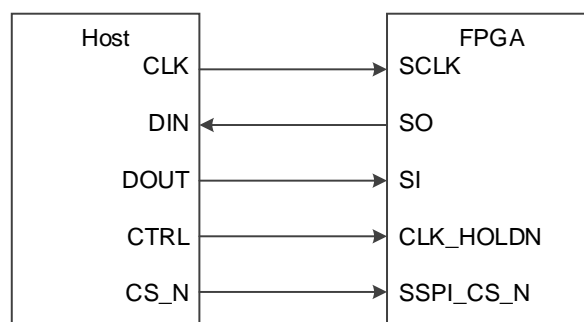 Host FPGA
CLK SCLK
DIN SO
DOUT SI
CTRL CLK_HOLDN
CS_N SSPI_CS_N